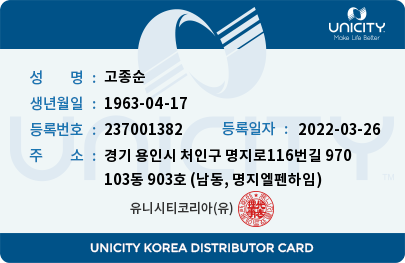 UNICITY
Make Life Better
성 명 : 고종순
생년월일 : 1963-04-17
등록번호 : 237001382 등록일자 : 2022-03-26
주 소 : 경기 용인시 처인구 명지로116번길 970
103동 903호 (남동, 명지엘펜하임)
유니시티코리아(유)
UNICITY KOREA DISTRIBUTOR CARD